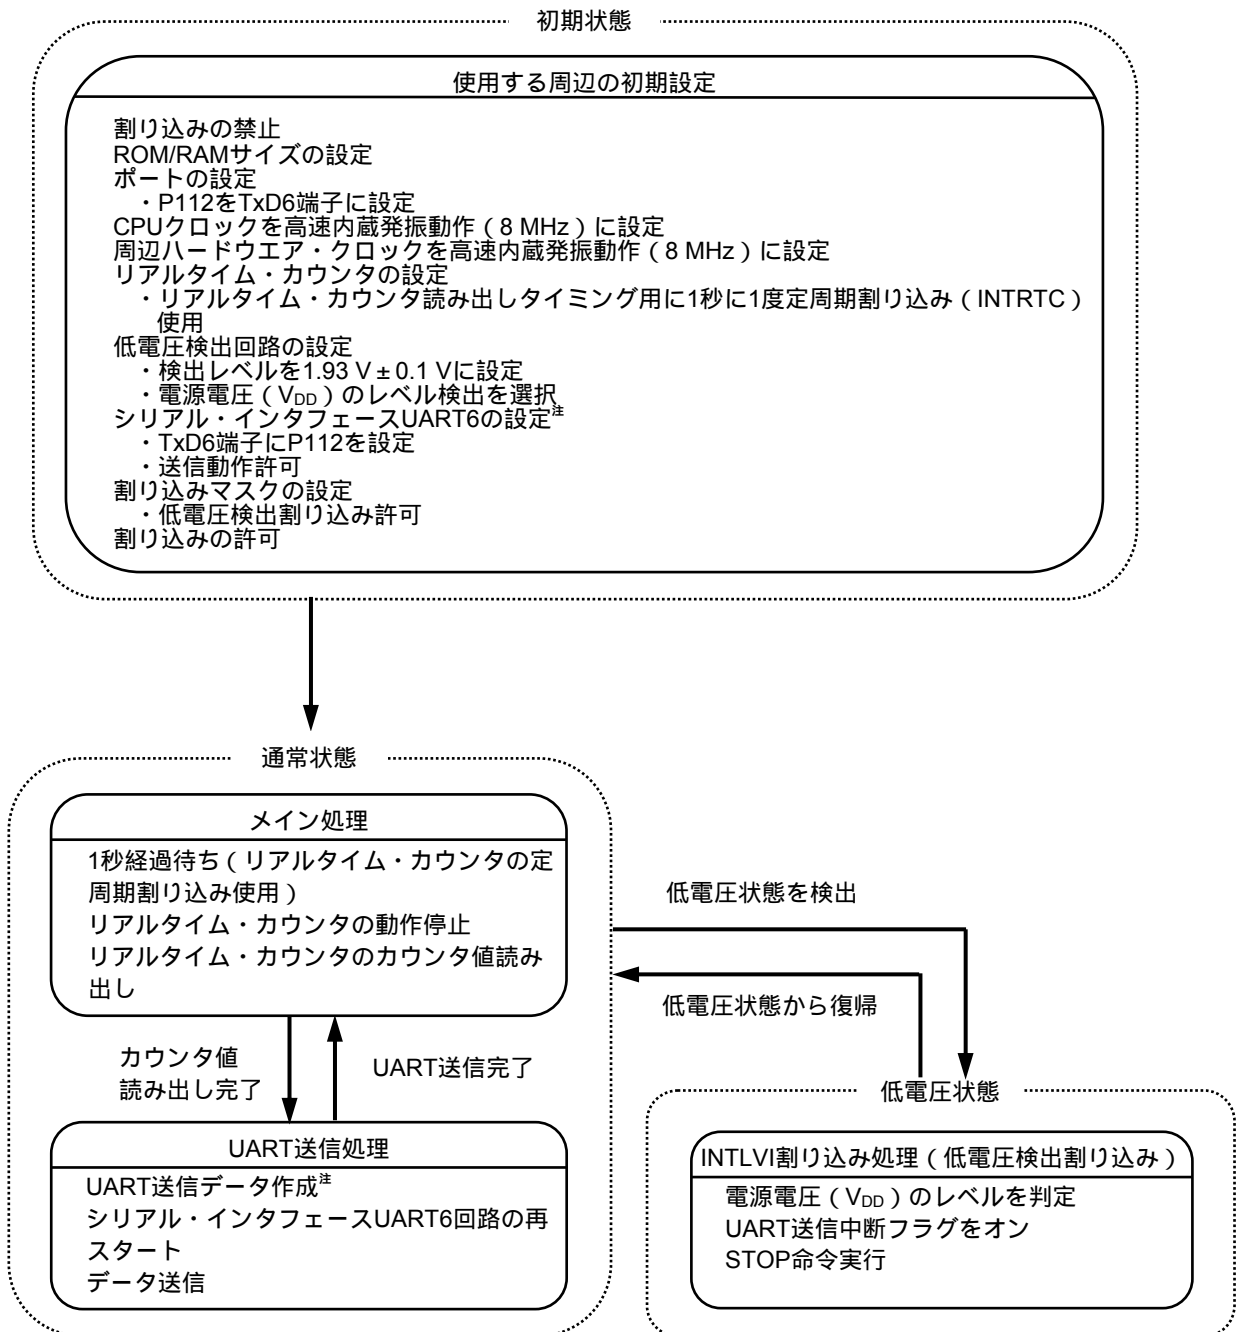 初期状態
使用する周辺の初期設定
割り込みの禁止
ROM/RAMサイズの設定
ポートの設定
・P112をTxD6端子に設定
CPUクロックを高速内蔵発振動作（8 MHz）に設定
周辺ハードウエア・クロックを高速内蔵発振動作（8 MHz）に設定
リアルタイム・カウンタの設定
・リアルタイム・カウンタ読み出しタイミング用に1秒に1度定周期割り込み（INTRTC）
使用
低電圧検出回路の設定
・検出レベルを1.93 V±0.1 Vに設定
・電源電圧（VDD）のレベル検出を選択
シリアル・インタフェースUART6の設定注
・TxD6端子にP112を設定
・送信動作許可
割り込みマスクの設定
・低電圧検出割り込み許可
割り込みの許可
通常状態
メイン処理
1秒経過待ち（リアルタイム・カウンタの定
周期割り込み使用）
リアルタイム・カウンタの動作停止
リアルタイム・カウンタのカウンタ値読み
出し
カウンタ値
読み出し完了
UART送信完了
UART送信処理
UART送信データ作成注
シリアル・インタフェースUART6回路の再
スタート
データ送信
低電圧状態を検出
低電圧状態から復帰
低電圧状態
INTLVI割り込み処理（低電圧検出割り込み）
電源電圧（VDD）のレベルを判定
UART送信中断フラグをオン
STOP命令実行